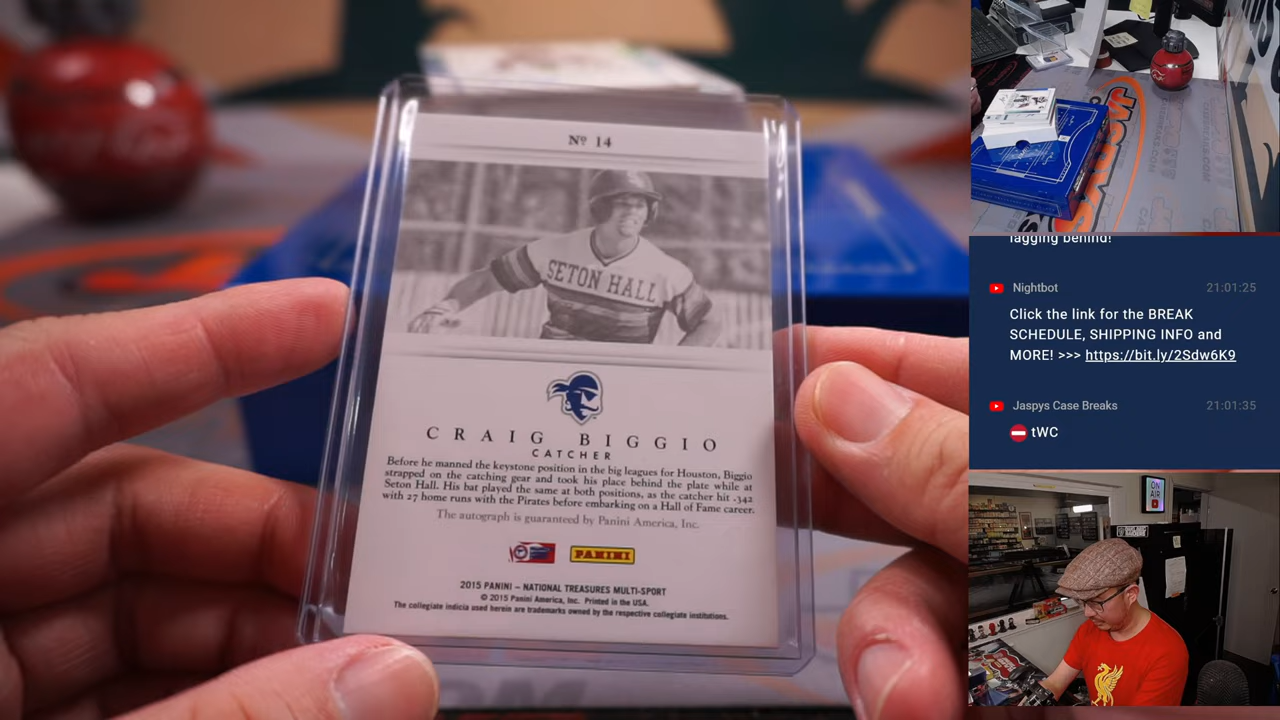 Nº 14
SETON HALL
CRAIG BIGGIO
CATCHER
Before he manned the keystone position in the big leagues for Houston, Biggio
strapped on the catching gear and took his place behind the plate while at
Seton Hall. His bat played the same at both positions, as the catcher hit .342
with 27 home runs with the Pirates before embarking on a Hall of Fame career.
The autograph is guaranteed by Panini America, Inc.
PANINI
2015 PANINI – NATIONAL TREASURES MULTI-SPORT
© 2015 Panini America, Inc. Printed in the USA.
The collegiate indicia used herein are trademarks owned by the respective collegiate institutions.
lagging behind!
Nightbot 21:01:25
Click the link for the BREAK
SCHEDULE, SHIPPING INFO and
MORE! >>> https://bit.ly/2Sdw6K9
Jaspys Case Breaks 21:01:35
tWC
ON
AIR